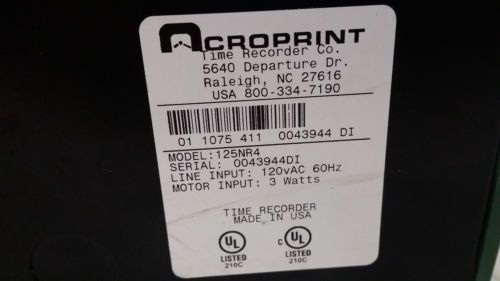 ACROPRINT
Time Recorder Co.
5640 Departure Dr.
Raleigh, NC 27616
USA 800-334-7190
01 1075 411 0043944 DI
MODEL:125NR4
SERIAL: 0043944DI
LINE INPUT: 120vAC 60Hz
MOTOR INPUT: 3 Watts
TIME RECORDER
MADE IN USA
UL C UL
LISTED LISTED
210C 210C